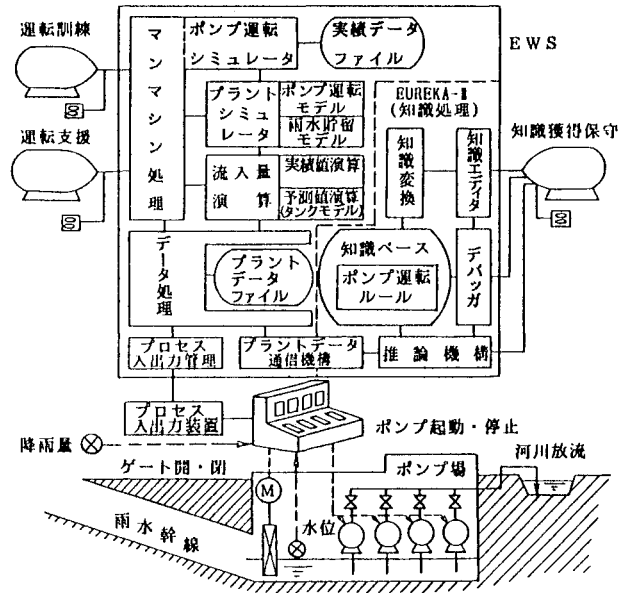 運転訓練
運転支援
マンマシン処理
ポンプ運転
シミュレータ
実績データ
ファイル
EWS
プラント
シミュ
レータ
ポンプ運転
モデル
雨水貯留
モデル
EUREKA-Ⅱ
(知識処理)
流入量
演算
実績値演算
予測値演算
(タンクモデル)
知識変換
知識エディタ
知識獲得保守
データ処理
プラント
データ
ファイル
知識ベース
ポンプ運転
ルール
デバッガ
プロセス
入出力管理
プラントデータ
通信機構
推論機構
プロセス
入出力装置
降雨量
ポンプ起動・停止
ゲート開・閉
ポンプ場
河川放流
M
雨水幹線
水位